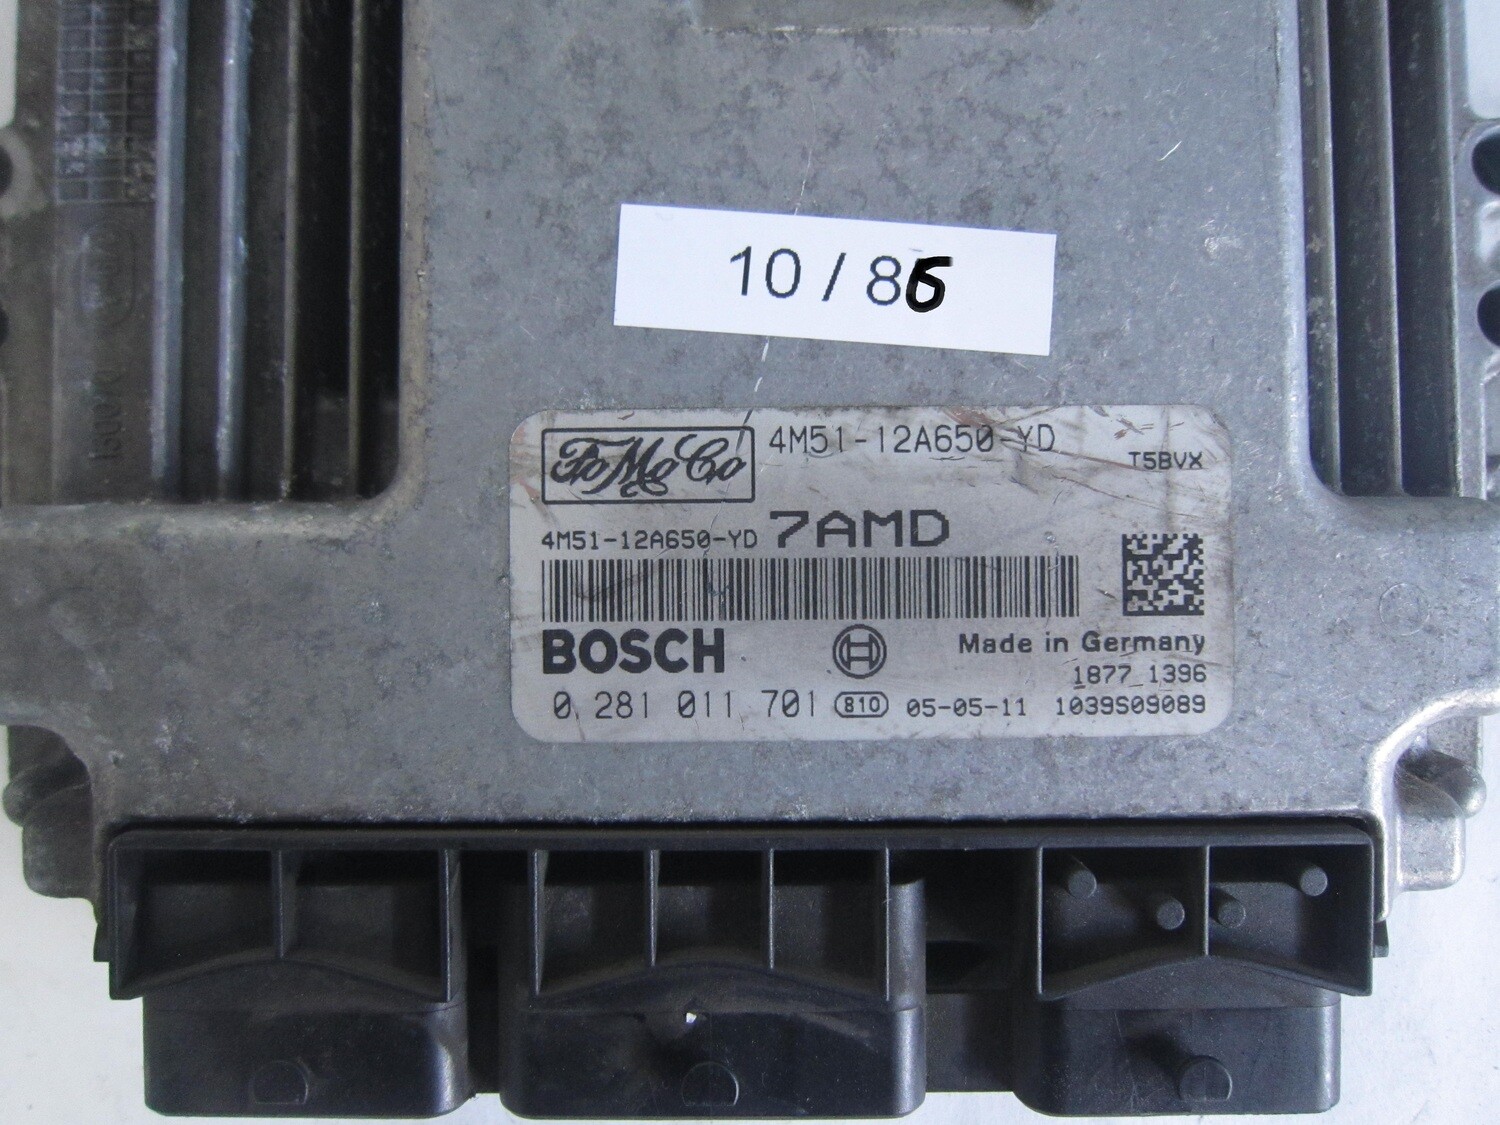 10/86
FoMoCo
4M51-12A650-YD
T5BVX
4M51-12A650-YD 7AMD
BOSCH
Made in Germany
1877 1396
0 281 011 701 810 05-05-11 1039S09089